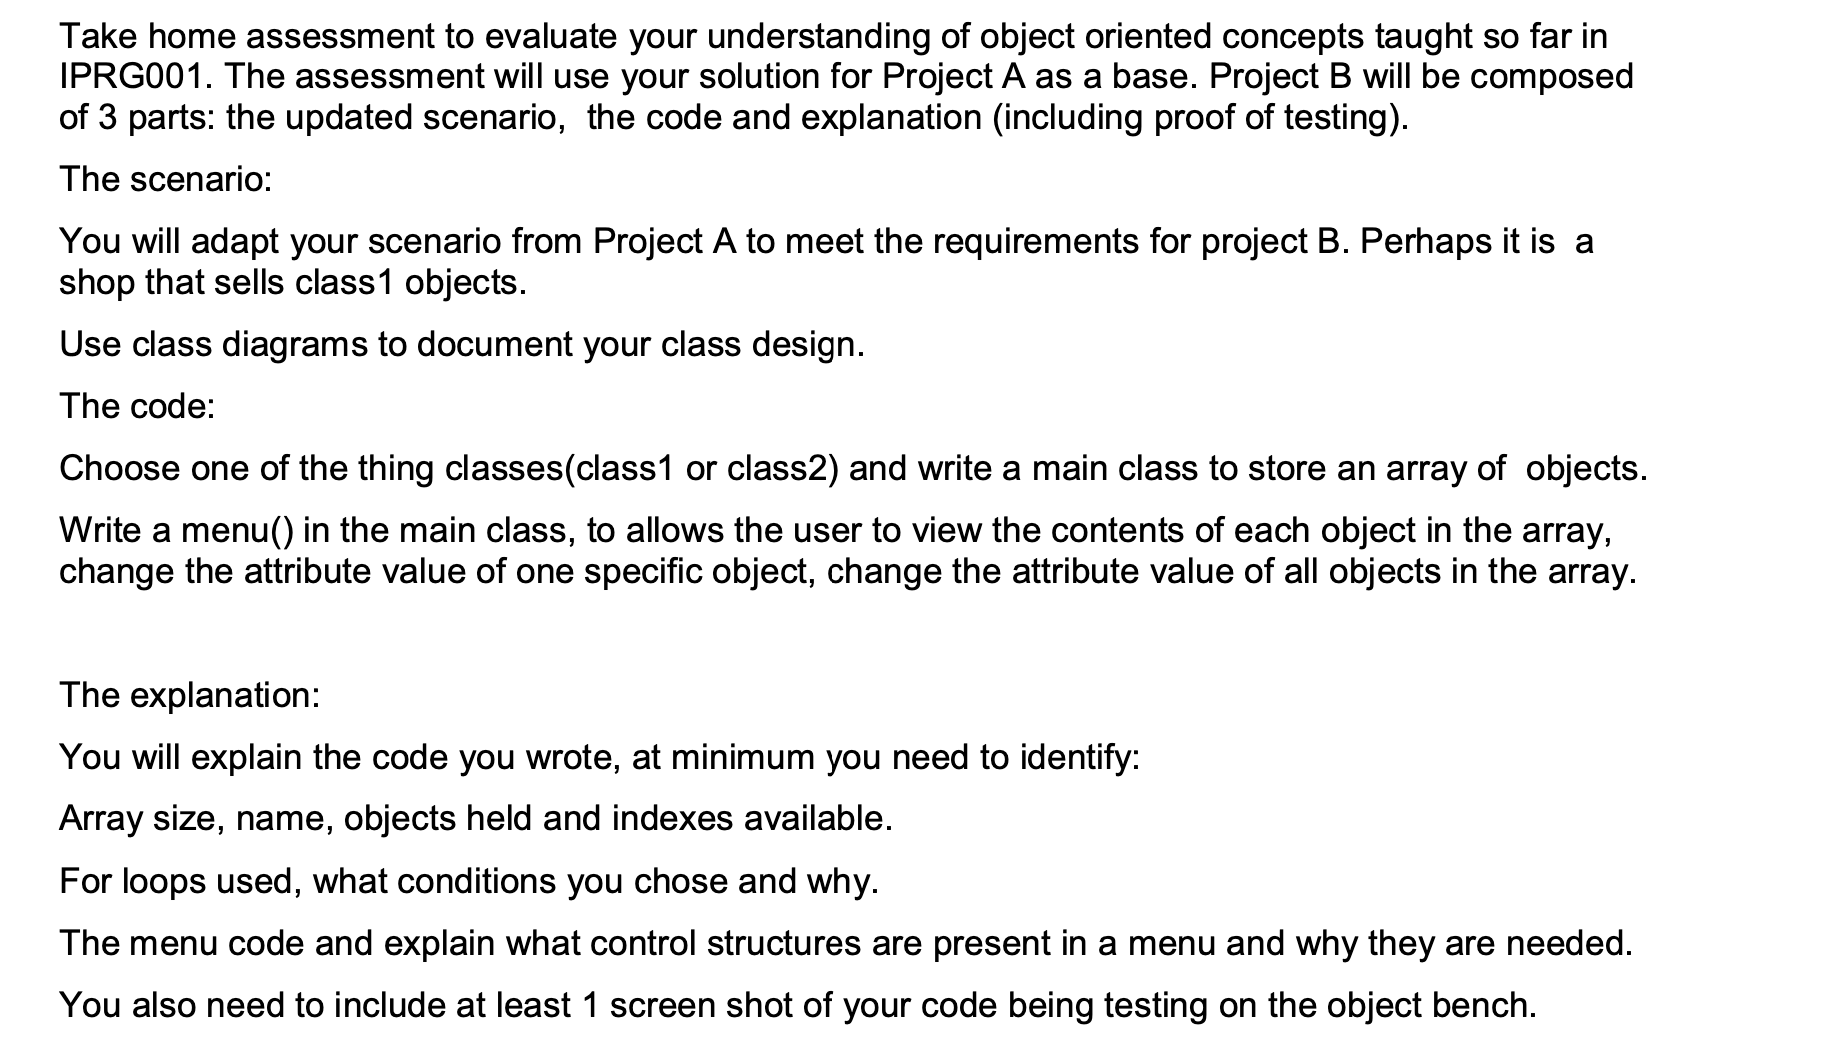 Take home assessment to evaluate your understanding of object oriented concepts taught so far in
IPRG001. The assessment will use your solution for Project A as a base. Project B will be composed
of 3 parts: the updated scenario,  the code and explanation (including proof of testing).
The scenario:
You will adapt your scenario from Project A to meet the requirements for project B. Perhaps it is  a
shop that sells class1 objects.
Use class diagrams to document your class design.
The code:
Choose one of the thing classes(class1 or class2) and write a main class to store an array of  objects.
Write a menu() in the main class, to allows the user to view the contents of each object in the array,
change the attribute value of one specific object, change the attribute value of all objects in the array.
The explanation:
You will explain the code you wrote, at minimum you need to identify:
Array size, name, objects held and indexes available.
For loops used, what conditions you chose and why.
The menu code and explain what control structures are present in a menu and why they are needed.
You also need to include at least 1 screen shot of your code being testing on the object bench.